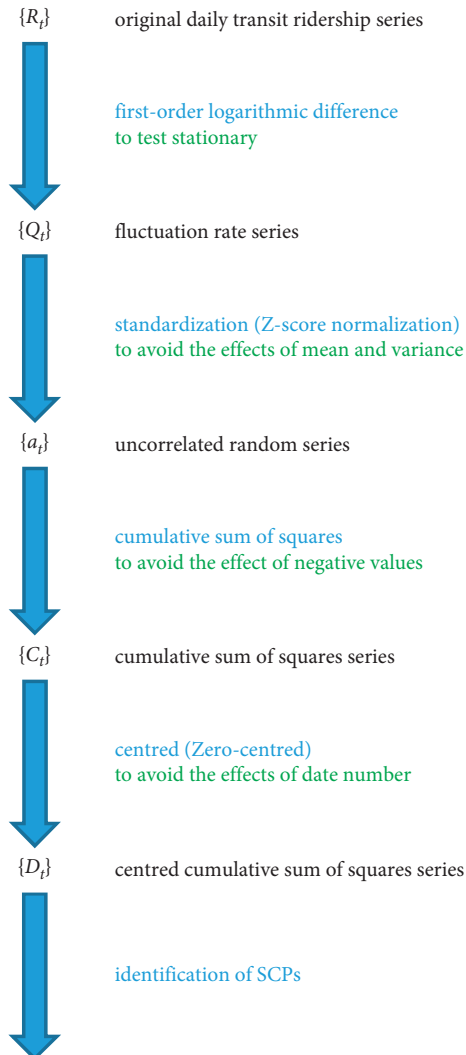 {R_t} original daily transit ridership series
first-order logarithmic difference
to test stationary
{Q_t} fluctuation rate series
standardization (Z-score normalization)
to avoid the effects of mean and variance
{a_t} uncorrelated random series
cumulative sum of squares
to avoid the effect of negative values
{C_t} cumulative sum of squares series
centred (Zero-centred)
to avoid the effects of date number
{D_t} centred cumulative sum of squares series
identification of SCPs